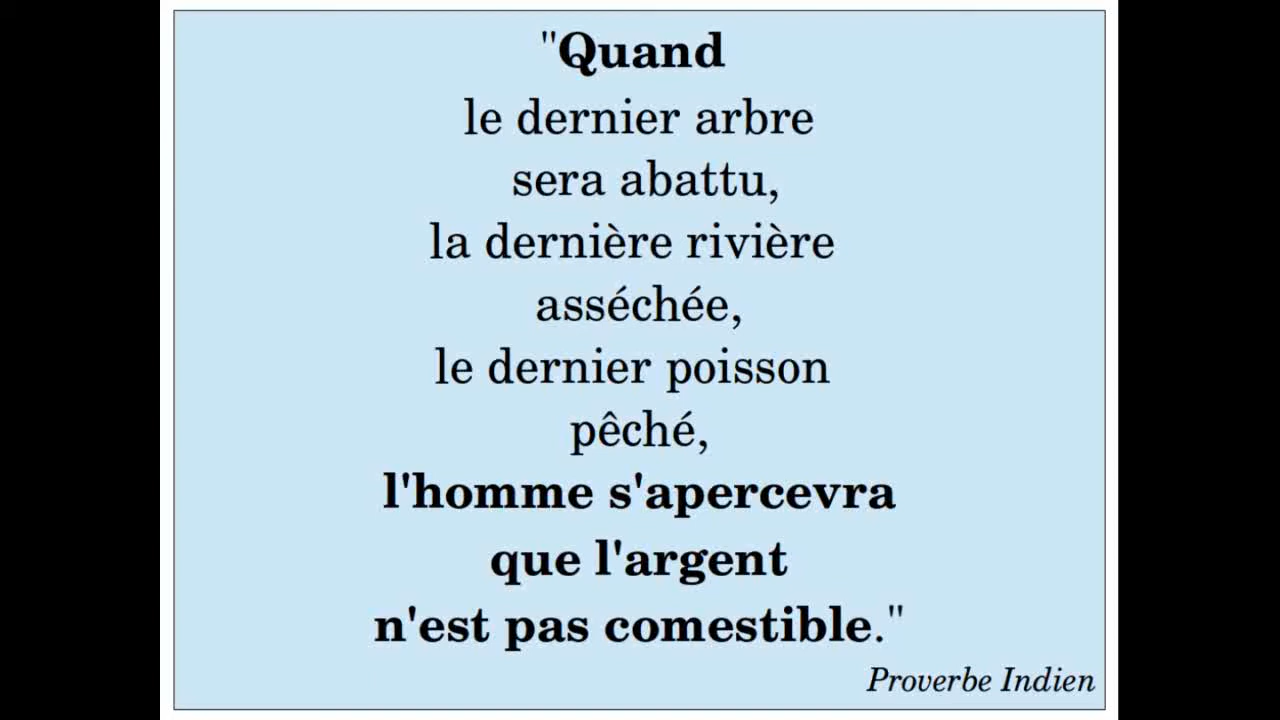 "Quand
le dernier arbre
sera abattu,
la dernière rivière
asséchée,
le dernier poisson
pêché,
l'homme s'apercevra
que l'argent
n'est pas comestible."
Proverbe Indien